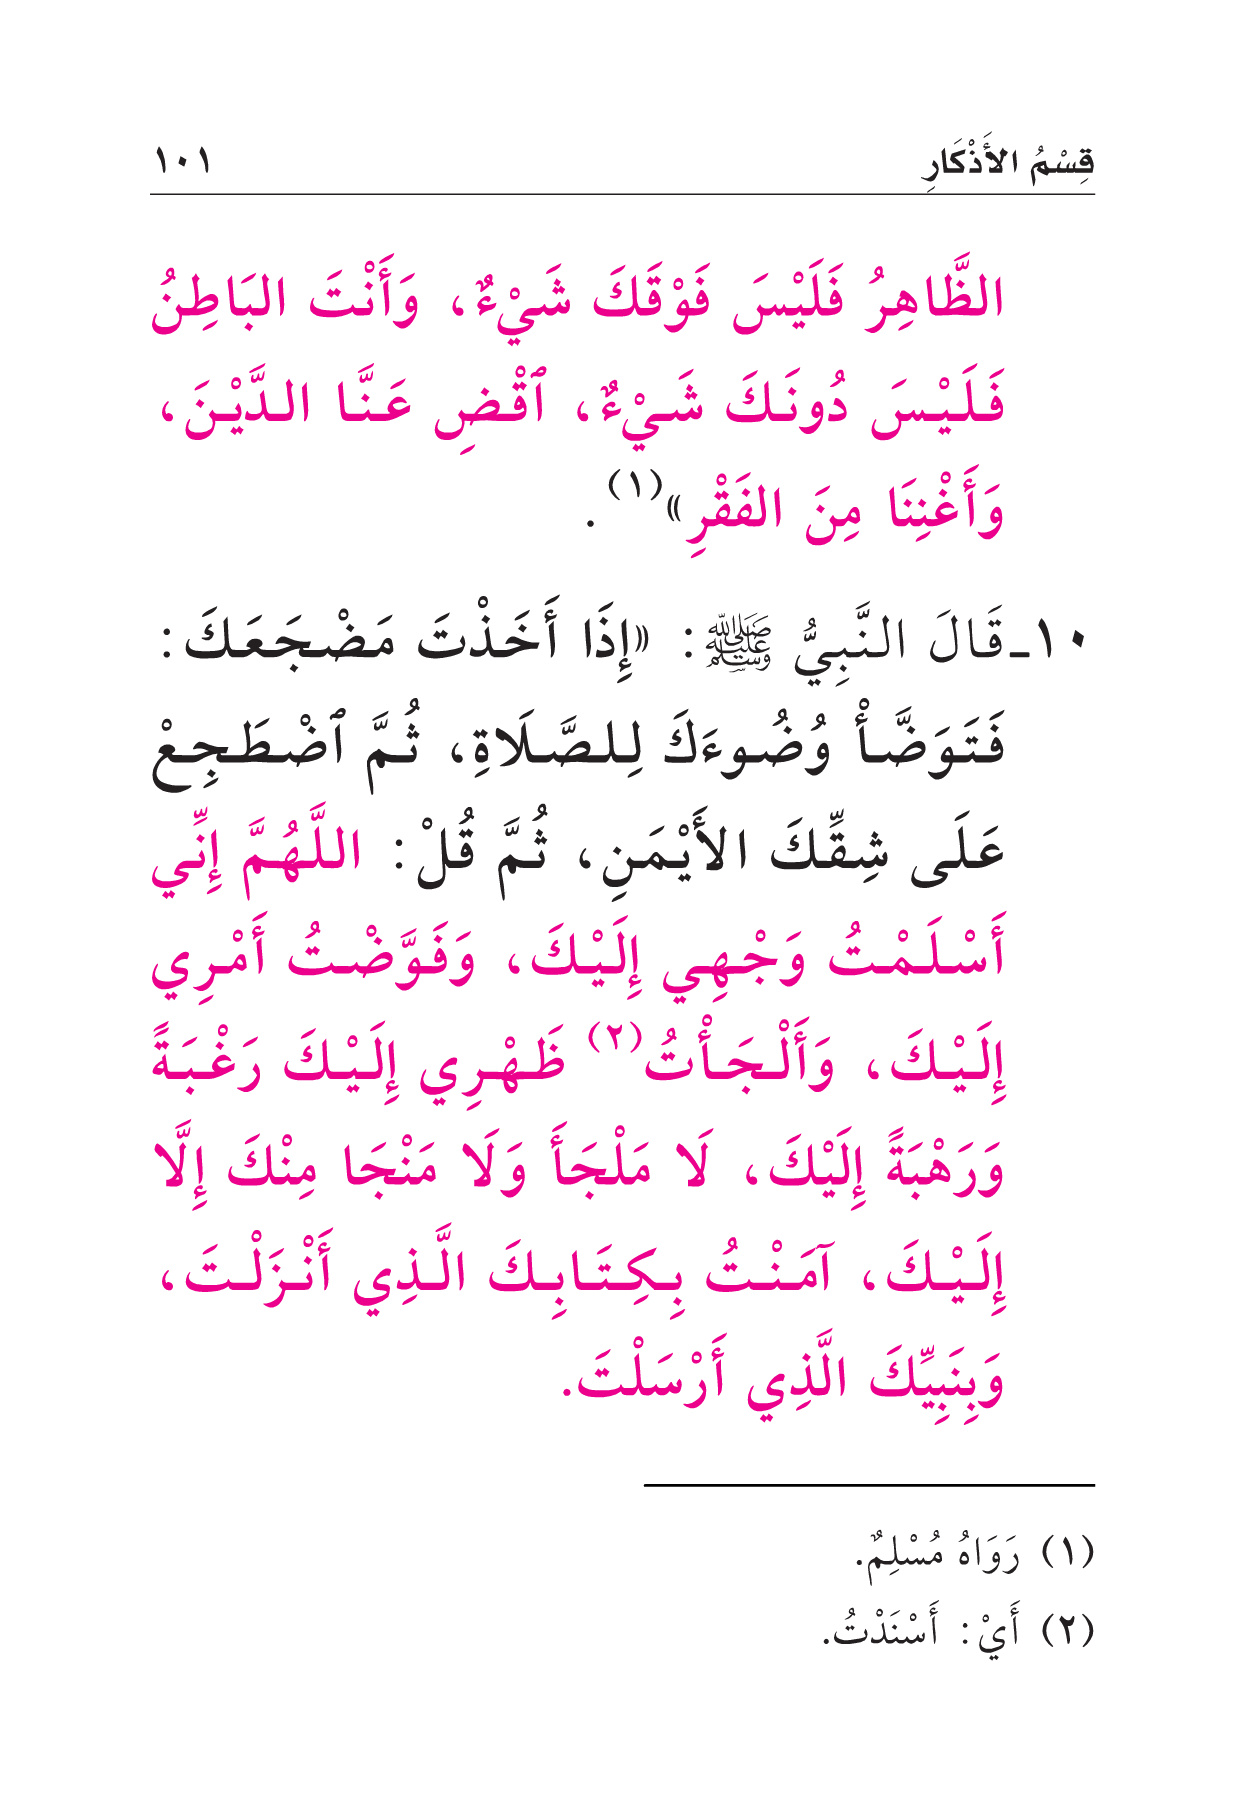 قِسْمُ الأَذْكَارِ ١٠١
الظَّاهِرُ فَلَيْسَ فَوْقَكَ شَيْءٌ، وَأَنْتَ البَاطِنُ
فَلَيْسَ دُونَكَ شَيْءٌ، ٱقْضِ عَنَّا الدَّيْنَ،
وَأَغْنِنَا مِنَ الفَقْرِ»(١).
١٠ـ قَالَ النَّبِيُّ ﷺ: «إِذَا أَخَذْتَ مَضْجَعَكَ:
فَتَوَضَّأْ وُضُوءَكَ لِلصَّلَاةِ، ثُمَّ ٱضْطَجِعْ
عَلَى شِقِّكَ الأَيْمَنِ، ثُمَّ قُلْ: اللَّهُمَّ إِنِّي
أَسْلَمْتُ وَجْهِي إِلَيْكَ، وَفَوَّضْتُ أَمْرِي
إِلَيْكَ، وَأَلْجَأْتُ(٢) ظَهْرِي إِلَيْكَ رَغْبَةً
وَرَهْبَةً إِلَيْكَ، لَا مَلْجَأَ وَلَا مَنْجَا مِنْكَ إِلَّا
إِلَيْكَ، آمَنْتُ بِكِتَابِكَ الَّذِي أَنْزَلْتَ،
وَبِنَبِيِّكَ الَّذِي أَرْسَلْتَ.
(١) رَوَاهُ مُسْلِمٌ.
(٢) أَيْ: أَسْنَدْتُ.